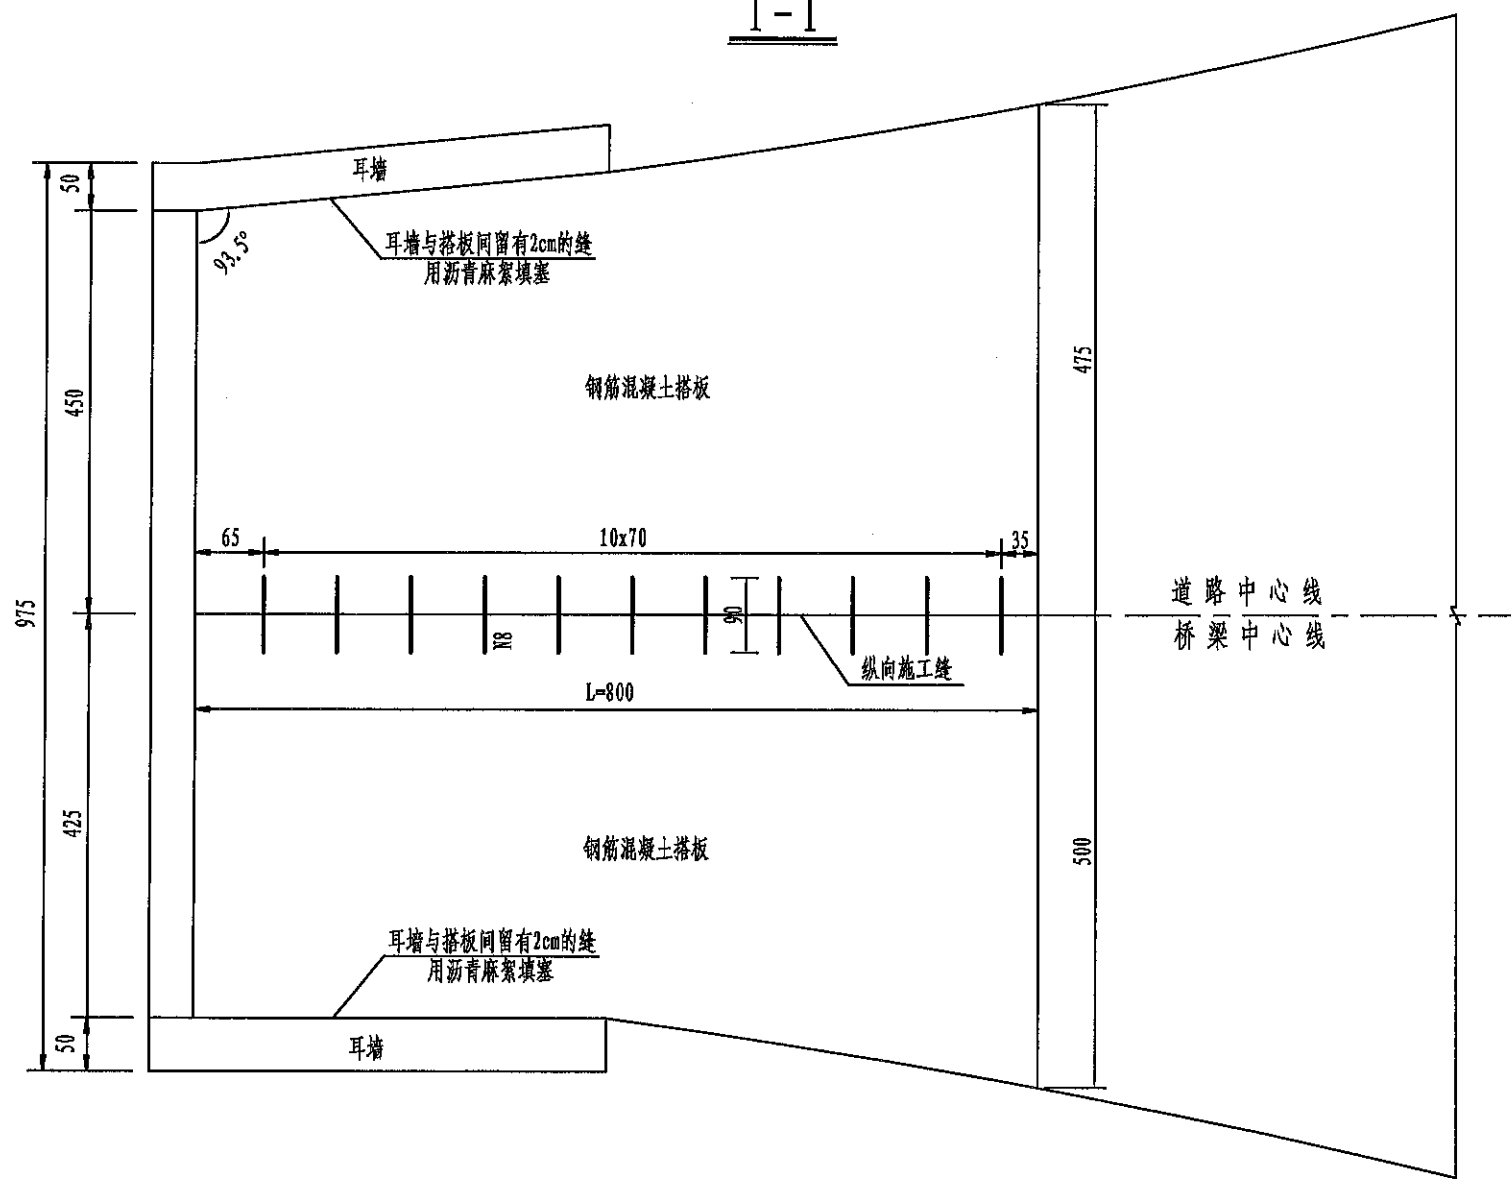 I-I
耳墙
50
93.5°
耳墙与搭板间留有2cm的缝
用沥青麻絮填塞
475
钢筋混凝土搭板
450
65
10x70
35
975
90
N8
道路中心线
桥梁中心线
纵向施工缝
L=800
425
钢筋混凝土搭板
500
耳墙与搭板间留有2cm的缝
用沥青麻絮填塞
50
耳墙